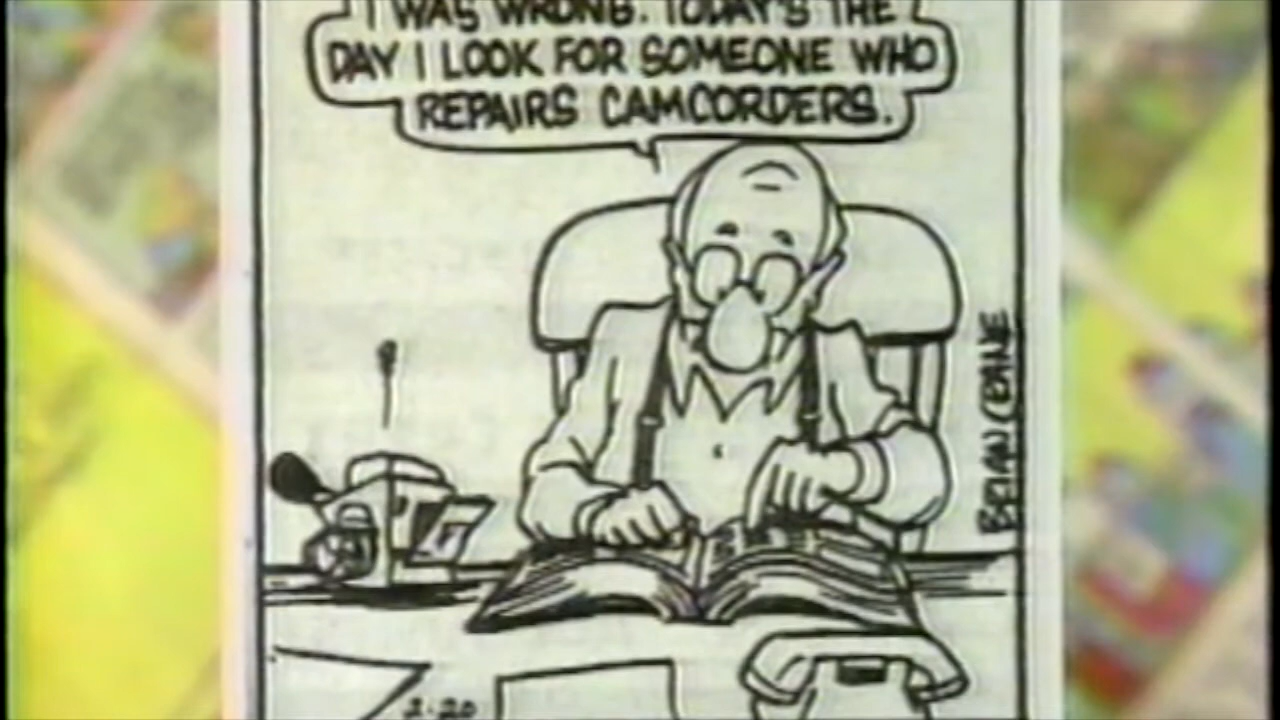 I WAS WRONG. TODAY'S THE
DAY I LOOK FOR SOMEONE WHO
REPAIRS CAMCORDERS.
BRIAN CRANE
2-20